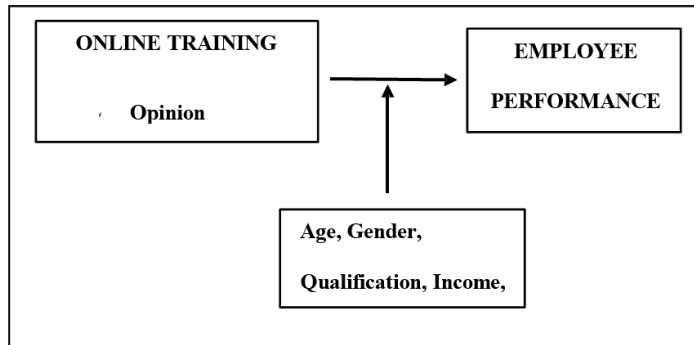 ONLINE TRAINING
Opinion
EMPLOYEE
PERFORMANCE
Age, Gender,
Qualification, Income,